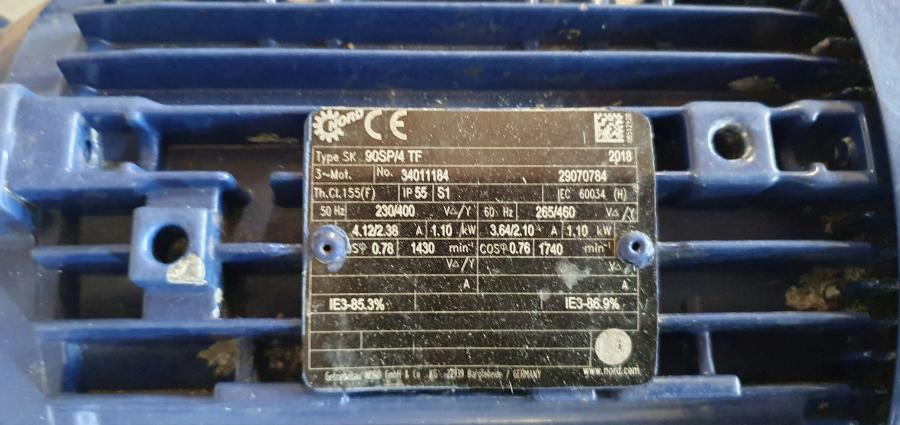 NORD CE
Type SK 90SP/4 TF 2018
3~Mot. No. 34011184 29070784
Th.Cl.155(F) IP 55 S1 IEC 60034 (H)
50 Hz 230/400 V△/Y 60 Hz 265/460 V△/Y
4.12/2.38 A 1.10 kW 3.64/2.10 A 1.10 kW
COSφ 0.78 1430 min⁻¹ COSφ 0.76 1740 min⁻¹
V△/Y V△/Y
A A
IE3-85.3% IE3-86.9%
Getriebebau NORD GmbH & Co. KG Bargteheide / GERMANY www.nord.com